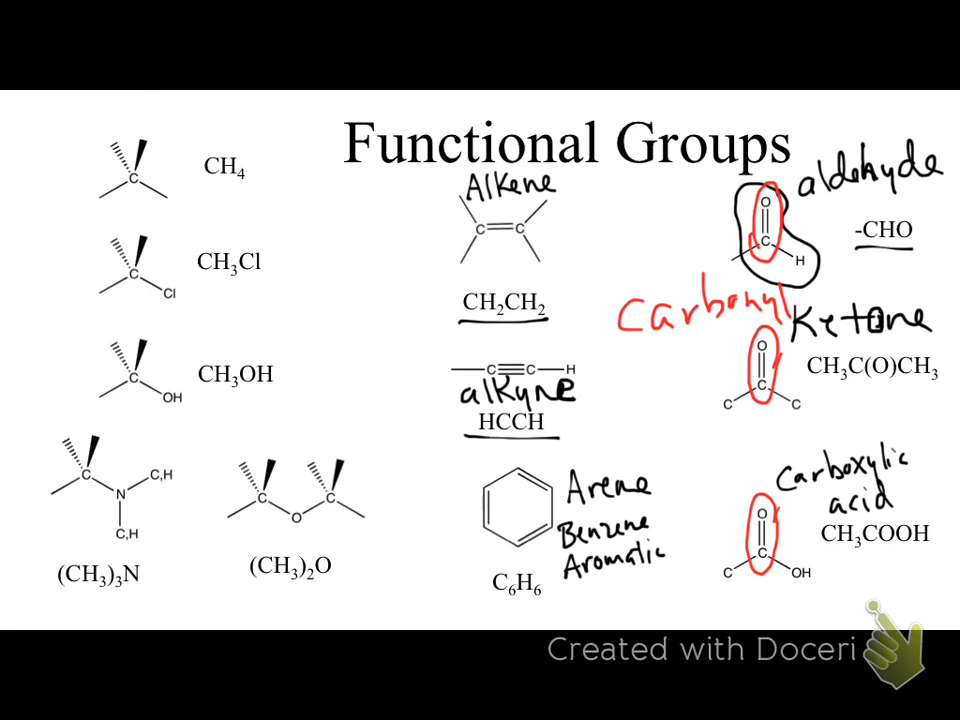 Functional Groups
C
CH₄
C
Cl
CH₃Cl
C
OH
CH₃OH
C
N
C,H
C,H
(CH₃)₃N
C
O
C
(CH₃)₂O
Alkene
C
C
CH₂CH₂
C
C
H
alkyne
HCCH
Arene
Benzene
Aromatic
C₆H₆
aldehyde
O
C
H
-CHO
Carbonyl
Ketone
O
C
C
C
CH₃C(O)CH₃
Carboxylic
acid
O
C
C
OH
CH₃COOH
Created with Doceri